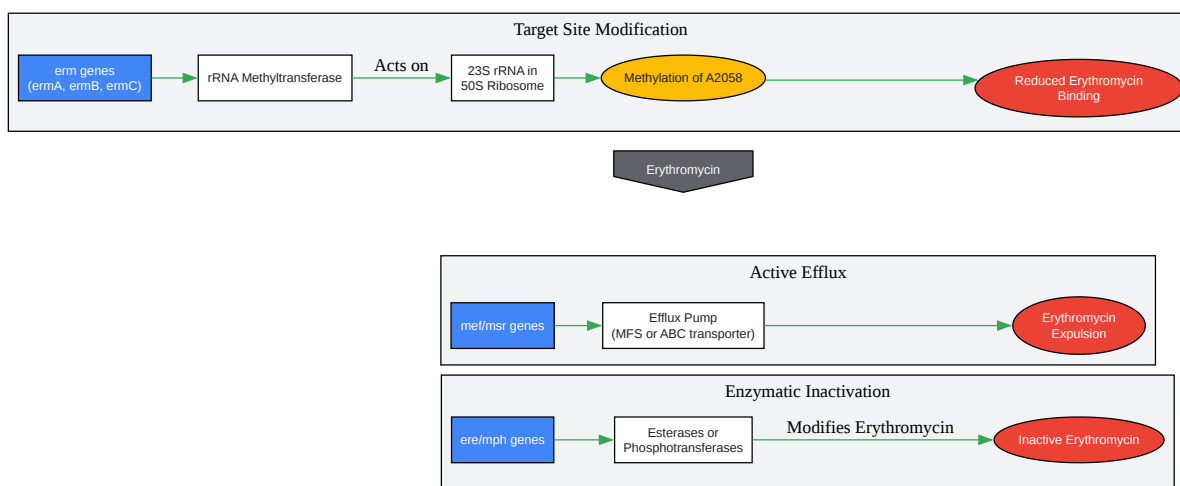 Target Site Modification
erm genes
(ermA, ermB, ermC)
rRNA Methyltransferase
Acts on
23S rRNA in
50S Ribosome
Methylation of A2058
Reduced Erythromycin
Binding
Erythromycin
Active Efflux
mef/msr genes
Efflux Pump
(MFS or ABC transporter)
Erythromycin
Expulsion
Enzymatic Inactivation
ere/mph genes
Esterases or
Phosphotransferases
Modifies Erythromycin
Inactive Erythromycin